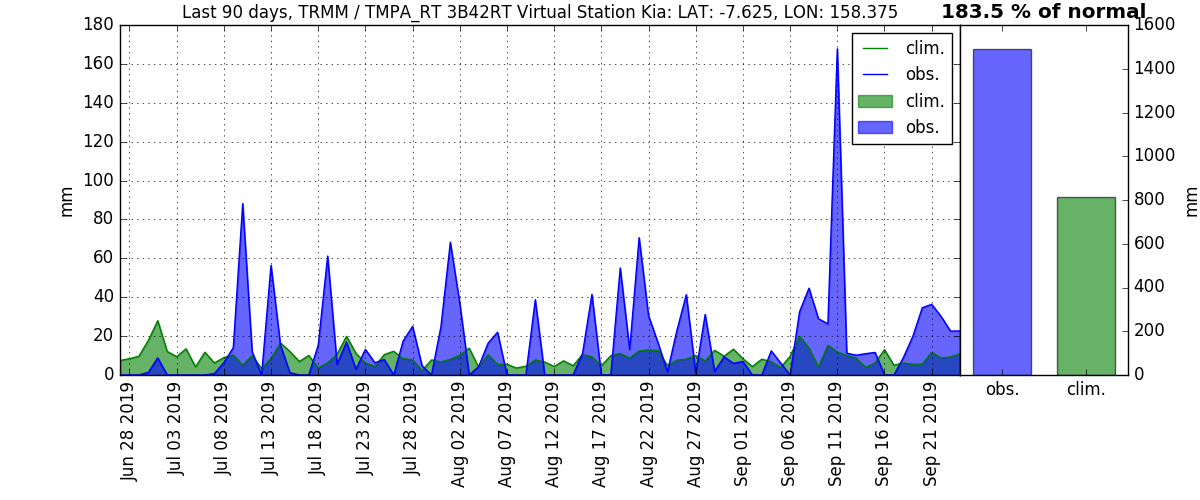 Last 90 days, TRMM / TMPA_RT 3B42RT Virtual Station Kia: LAT: -7.625, LON: 158.375
183.5 % of normal
180
160
140
120
100
80
60
40
20
0
mm
clim.
obs.
clim.
obs.
1600
1400
1200
1000
800
600
400
200
0
mm
Jun 28 2019
Jul 03 2019
Jul 08 2019
Jul 13 2019
Jul 18 2019
Jul 23 2019
Jul 28 2019
Aug 02 2019
Aug 07 2019
Aug 12 2019
Aug 17 2019
Aug 22 2019
Aug 27 2019
Sep 01 2019
Sep 06 2019
Sep 11 2019
Sep 16 2019
Sep 21 2019
obs.
clim.